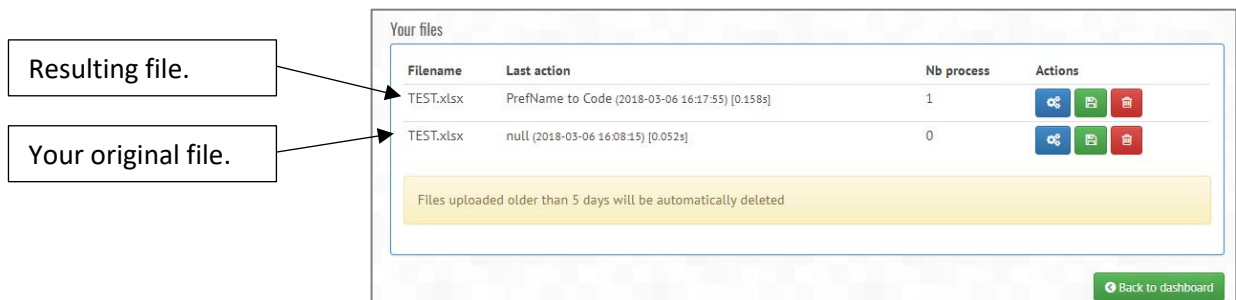 Your files
Resulting file.
Your original file.
Filename Last action Nb process Actions
TEST.xlsx PrefName to Code (2018-03-06 16:17:55) [0.158s] 1
TEST.xlsx null (2018-03-06 16:08:15) [0.052s] 0
Files uploaded older than 5 days will be automatically deleted
Back to dashboard